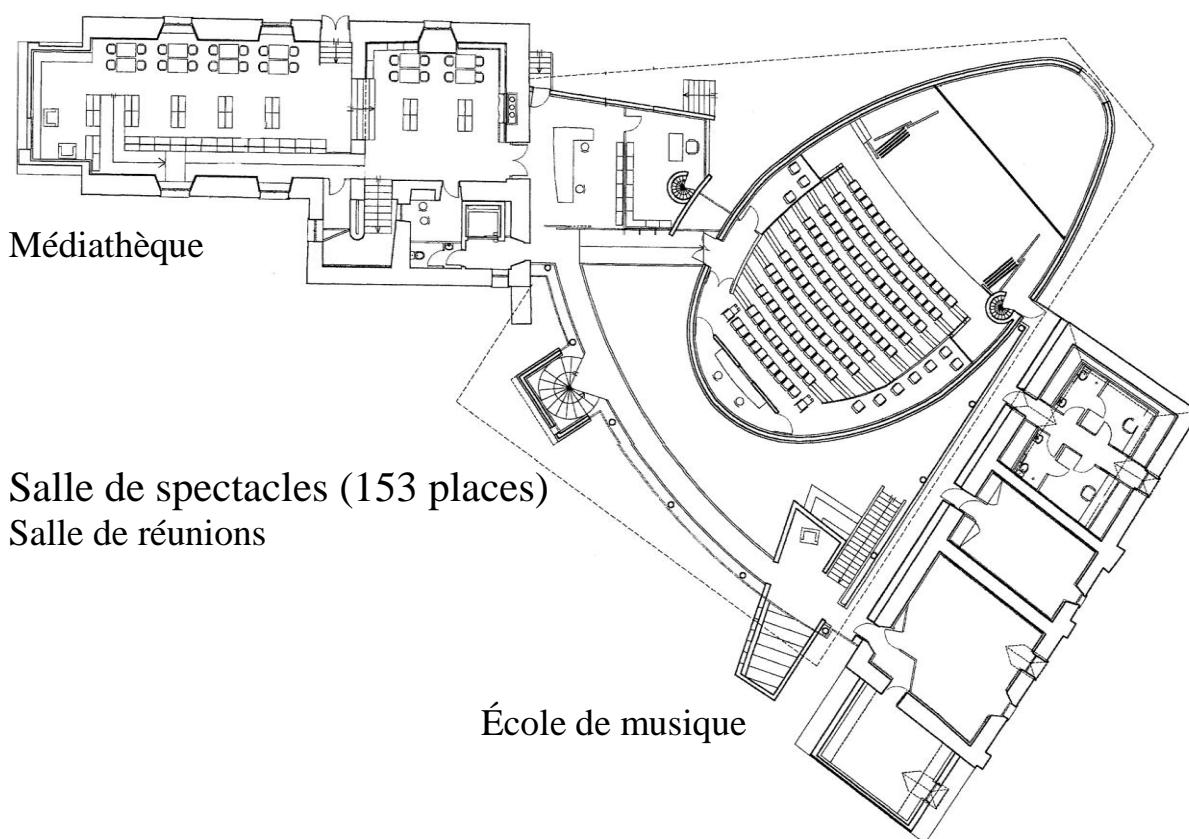 Médiathèque
Salle de spectacles (153 places)
Salle de réunions
École de musique